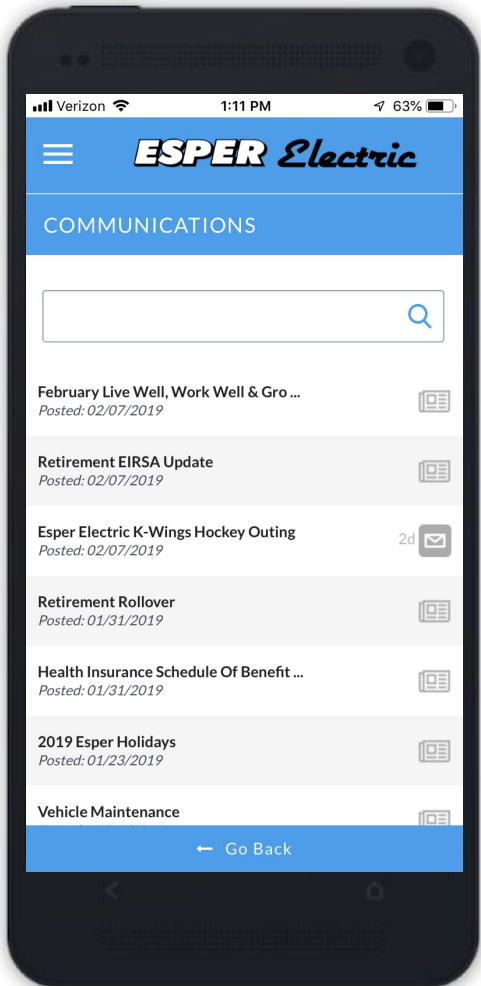 Verizon 1:11 PM 63%
ESPER Electric
COMMUNICATIONS
February Live Well, Work Well & Gro ...
Posted: 02/07/2019
Retirement EIRSA Update
Posted: 02/07/2019
Esper Electric K-Wings Hockey Outing
Posted: 02/07/2019
2d
Retirement Rollover
Posted: 01/31/2019
Health Insurance Schedule Of Benefit ...
Posted: 01/31/2019
2019 Esper Holidays
Posted: 01/23/2019
Vehicle Maintenance
← Go Back